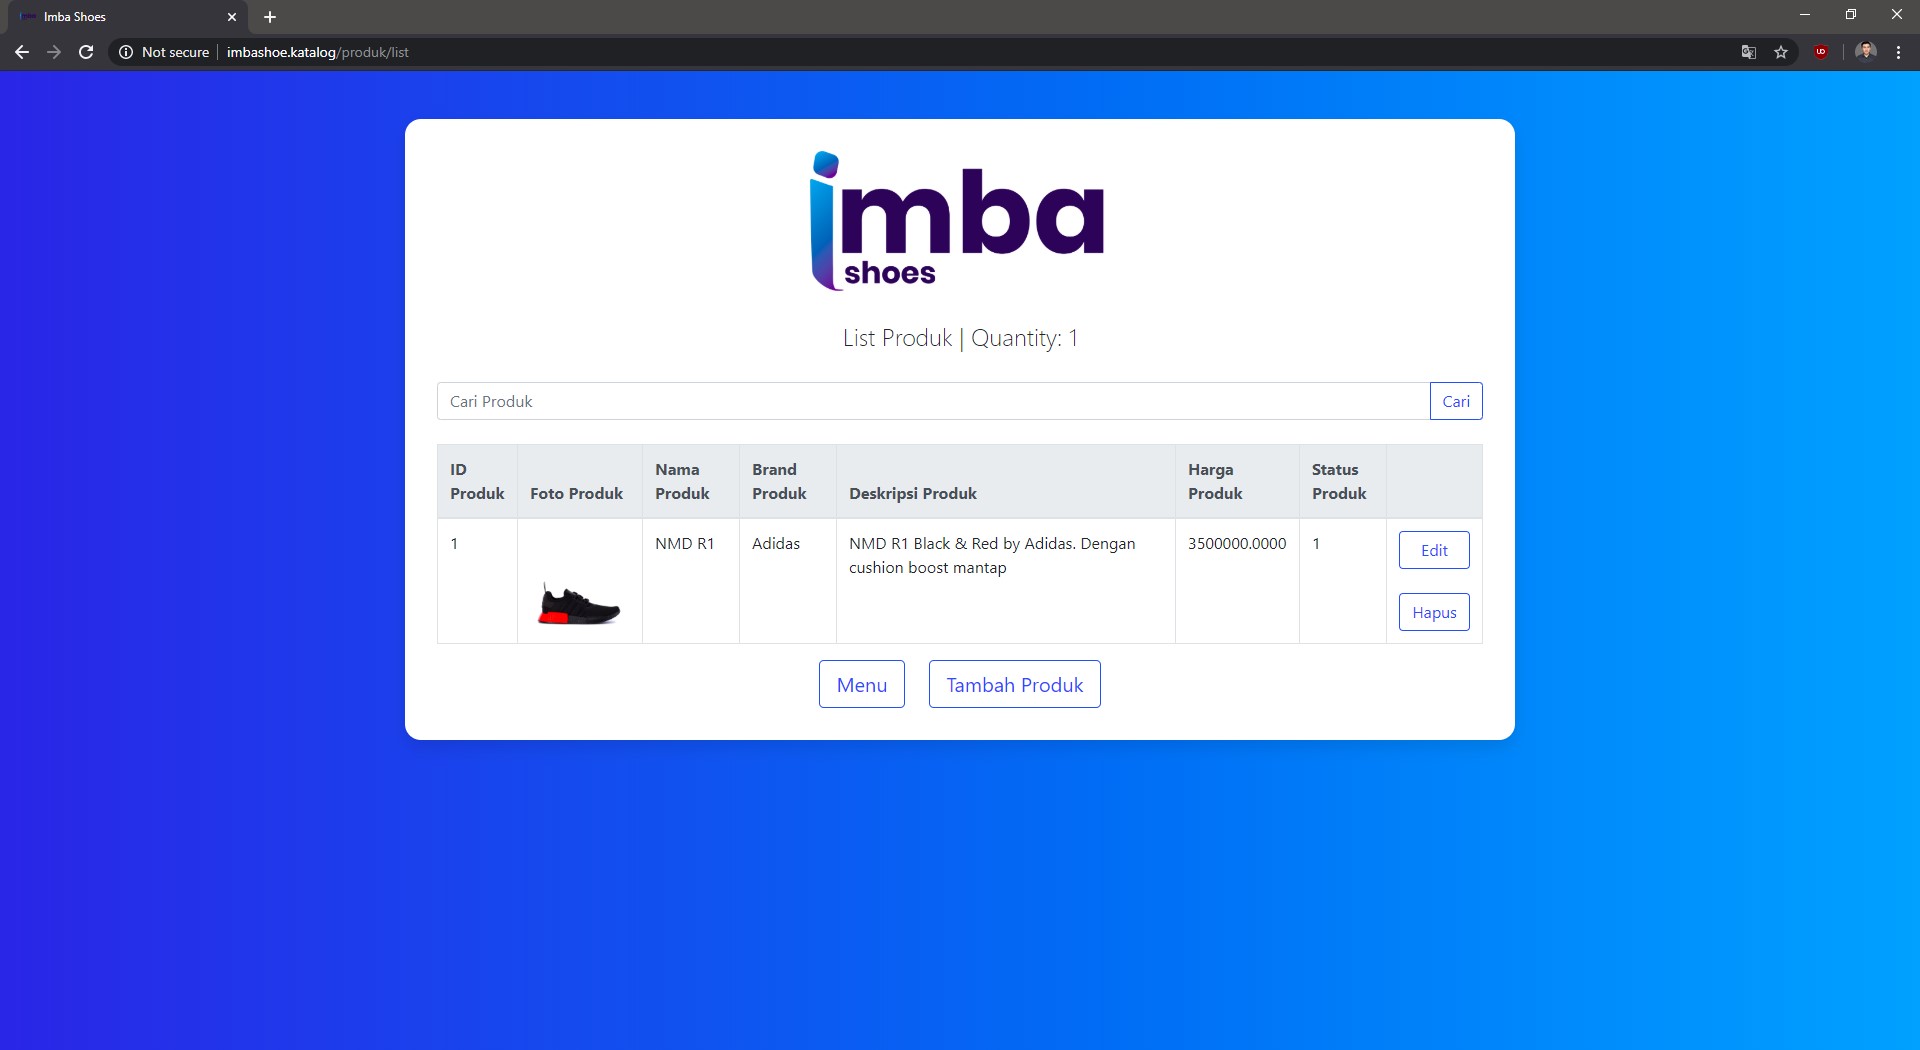 Imba Shoes
Not secure
imbashoe.katalog/produk/list
imba
shoes
List Produk | Quantity: 1
Cari Produk
Cari
ID Produk
Foto Produk
Nama Produk
Brand Produk
Deskripsi Produk
Harga Produk
Status Produk
1
NMD R1
Adidas
NMD R1 Black & Red by Adidas. Dengan
cushion boost mantap
3500000.0000
1
Edit
Hapus
Menu
Tambah Produk